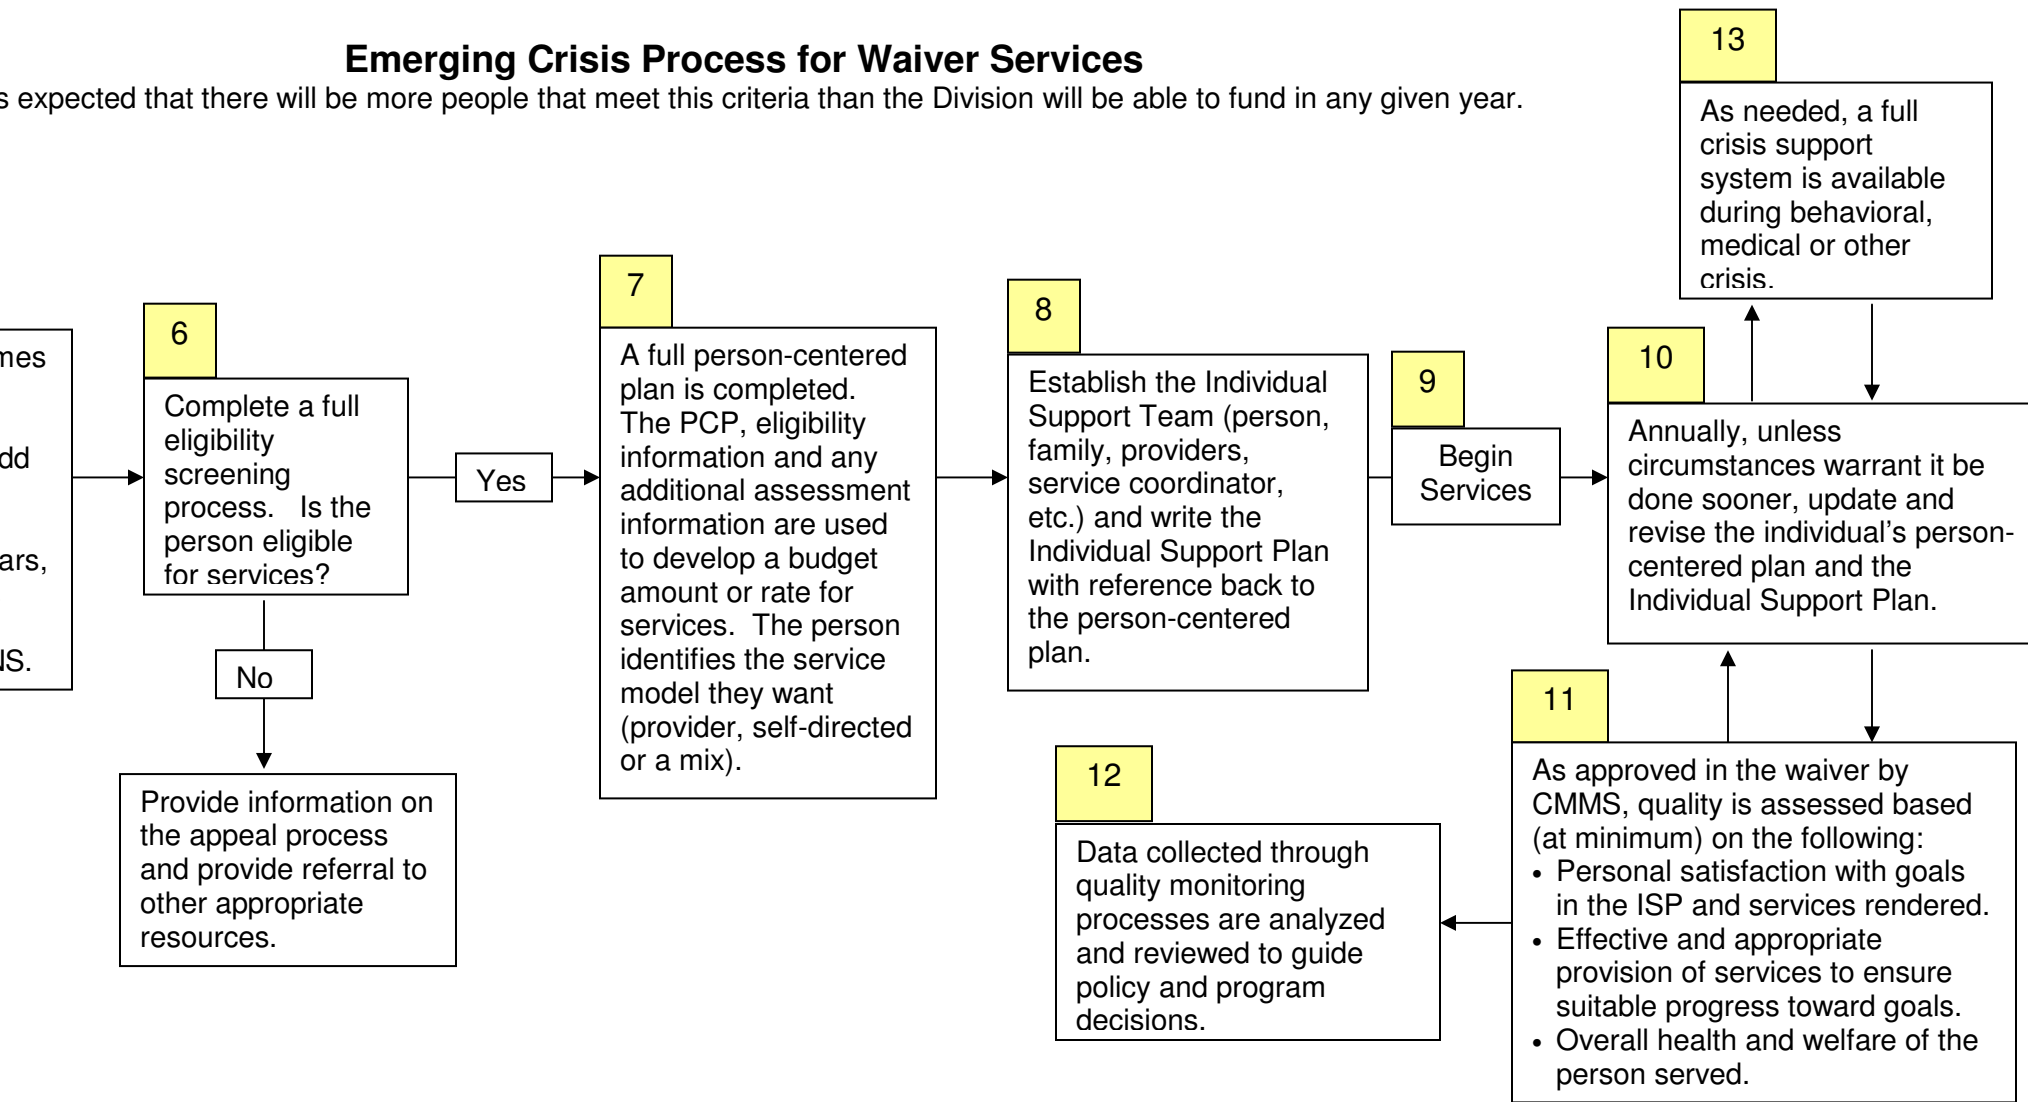 Emerging Crisis Process for Waiver Services
s expected that there will be more people that meet this criteria than the Division will be able to fund in any given year.
mes
dd
ars,
NS.
6
Complete a full
eligibility
screening
process. Is the
person eligible
for services?
Yes
No
Provide information on
the appeal process
and provide referral to
other appropriate
resources.
7
A full person-centered
plan is completed.
The PCP, eligibility
information and any
additional assessment
information are used
to develop a budget
amount or rate for
services. The person
identifies the service
model they want
(provider, self-directed
or a mix).
8
Establish the Individual
Support Team (person,
family, providers,
service coordinator,
etc.) and write the
Individual Support Plan
with reference back to
the person-centered
plan.
9
Begin
Services
13
As needed, a full
crisis support
system is available
during behavioral,
medical or other
crisis.
10
Annually, unless
circumstances warrant it be
done sooner, update and
revise the individual’s person-
centered plan and the
Individual Support Plan.
11
As approved in the waiver by
CMMS, quality is assessed based
(at minimum) on the following:
• Personal satisfaction with goals
in the ISP and services rendered.
• Effective and appropriate
provision of services to ensure
suitable progress toward goals.
• Overall health and welfare of the
person served.
12
Data collected through
quality monitoring
processes are analyzed
and reviewed to guide
policy and program
decisions.